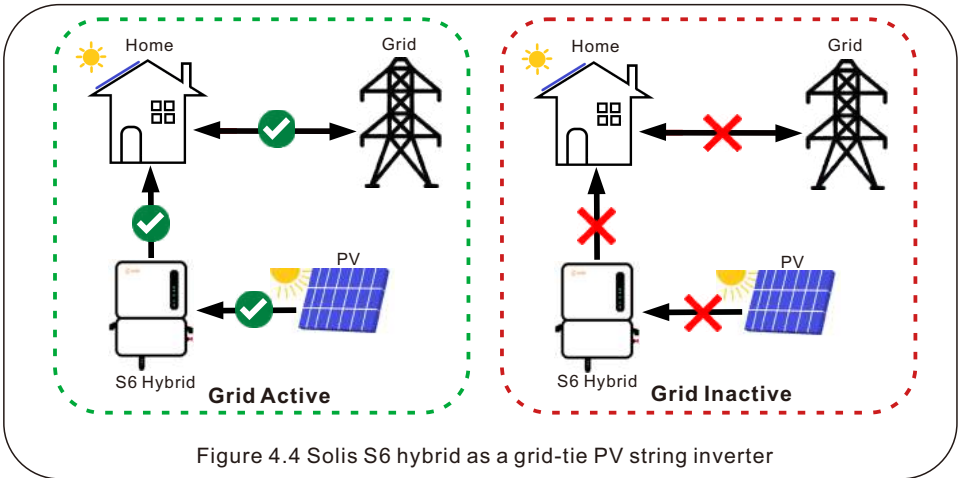 Home
Grid
PV
S6 Hybrid
Grid Active
Home
Grid
PV
S6 Hybrid
Grid Inactive
Figure 4.4 Solis S6 hybrid as a grid-tie PV string inverter